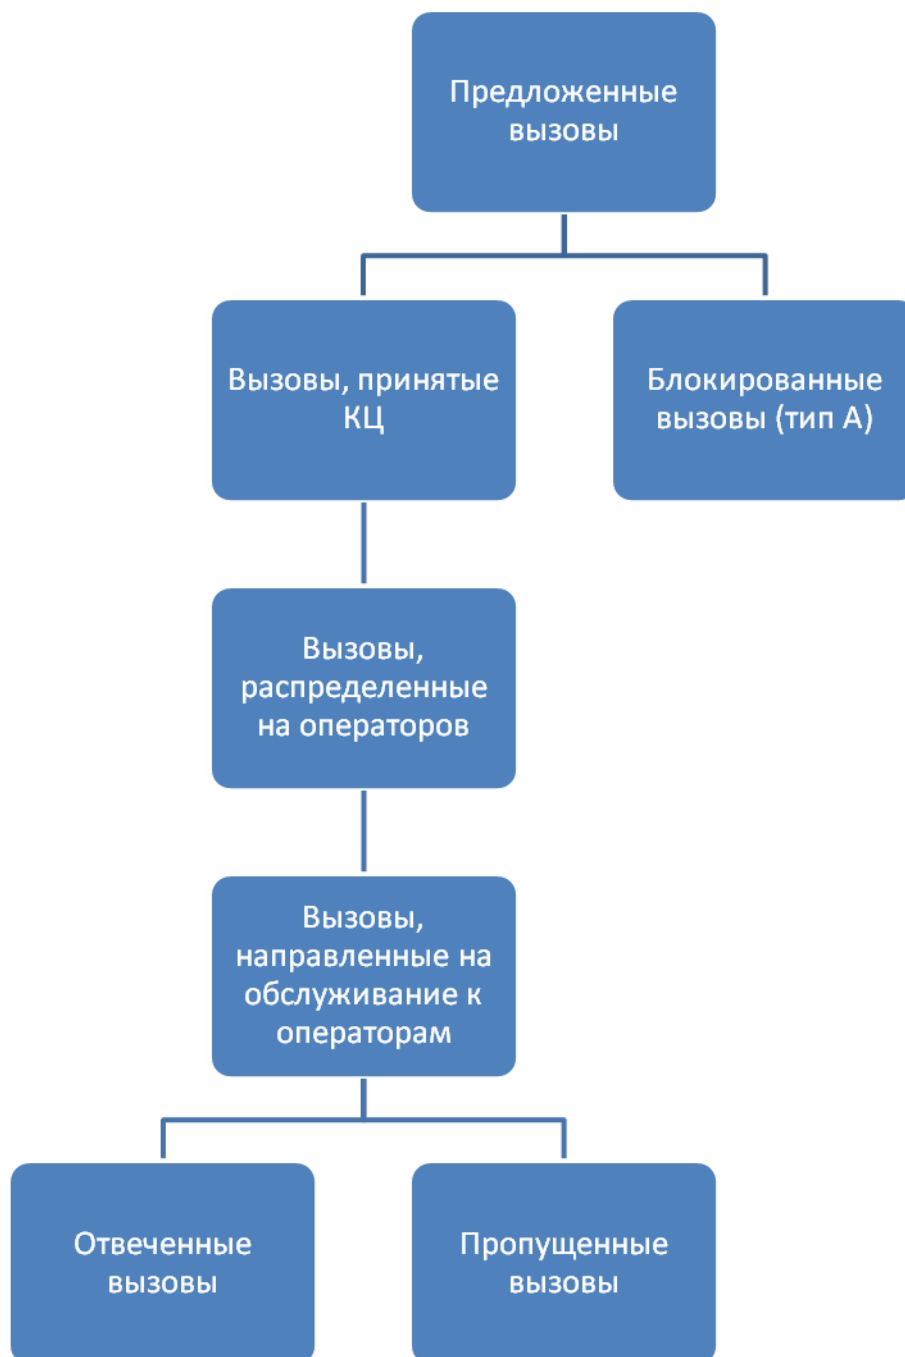 Предложенные
вызовы
Вызовы, принятые
КЦ
Блокированные
вызовы (тип А)
Вызовы,
распределенные
на операторов
Вызовы,
направленные на
обслуживание к
операторам
Отвеченные
вызовы
Пропущенные
вызовы